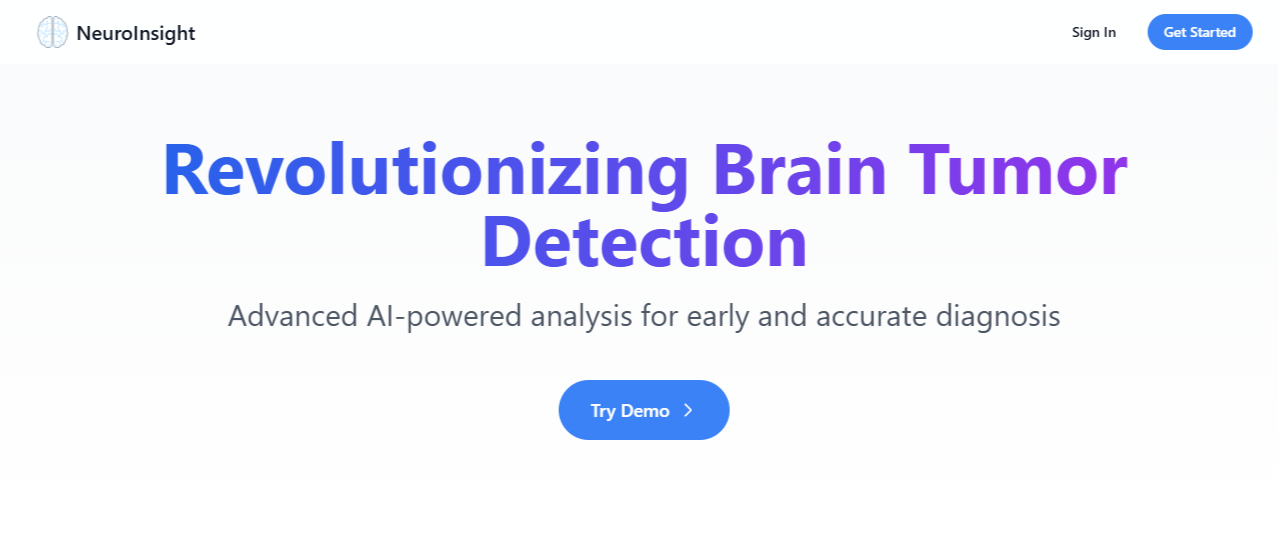 NeuroInsight
Sign In
Get Started
Revolutionizing Brain Tumor
Detection
Advanced AI-powered analysis for early and accurate diagnosis
Try Demo